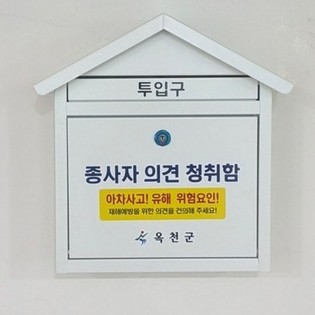 투입구
종사자 의견 청취함
아차사고! 유해 위험요인!
재해예방을 위한 의견을 건의해 주세요!
옥천군